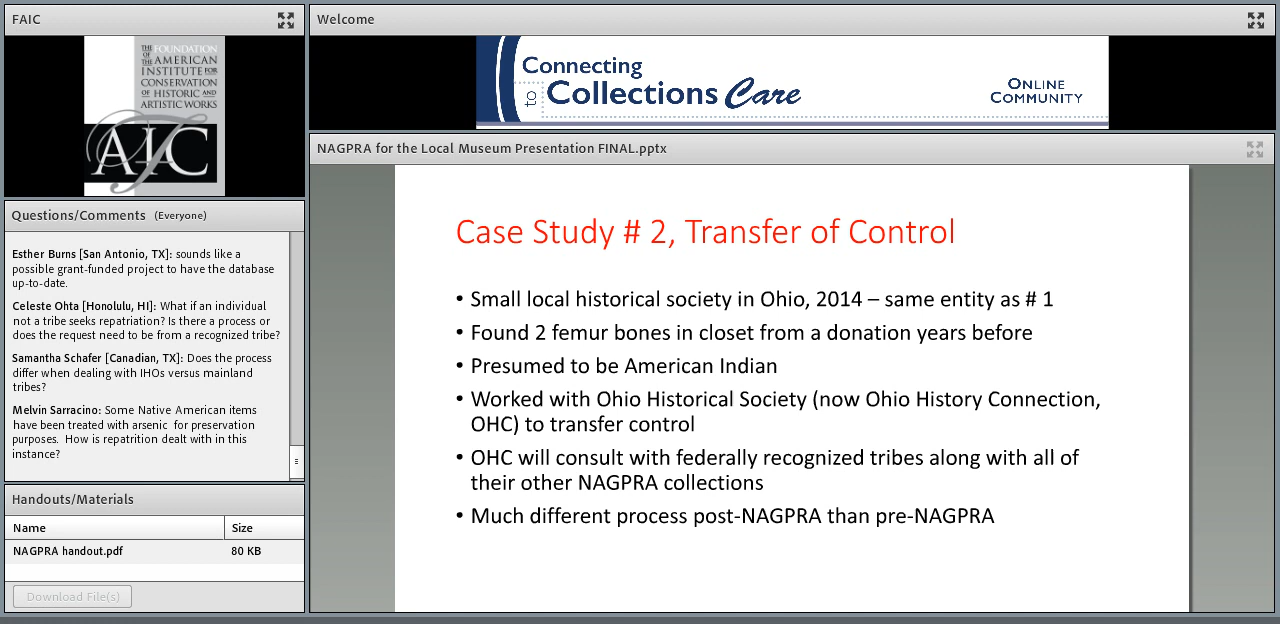 FAIC
THE FOUNDATION
OF THE AMERICAN
INSTITUTE FOR
CONSERVATION
OF HISTORIC AND
ARTISTIC WORKS
AIC
Questions/Comments (Everyone)
Esther Burns [San Antonio, TX]: sounds like a
possible grant-funded project to have the database
up-to-date.
Celeste Ohta [Honolulu, HI]: What if an individual
not a tribe seeks repatriation? Is there a process or
does the request need to be from a recognized tribe?
Samantha Schafer [Canadian, TX]: Does the process
differ when dealing with IHOs versus mainland
tribes?
Melvin Sarracino: Some Native American items
have been treated with arsenic for preservation
purposes. How is repatrition dealt with in this
instance?
Handouts/Materials
Name Size
NAGPRA handout.pdf 80 KB
Download File(s)
Welcome
Connecting
to Collections Care
ONLINE
COMMUNITY
NAGPRA for the Local Museum Presentation FINAL.pptx
Case Study # 2, Transfer of Control
• Small local historical society in Ohio, 2014 – same entity as # 1
• Found 2 femur bones in closet from a donation years before
• Presumed to be American Indian
• Worked with Ohio Historical Society (now Ohio History Connection,
OHC) to transfer control
• OHC will consult with federally recognized tribes along with all of
their other NAGPRA collections
• Much different process post-NAGPRA than pre-NAGPRA